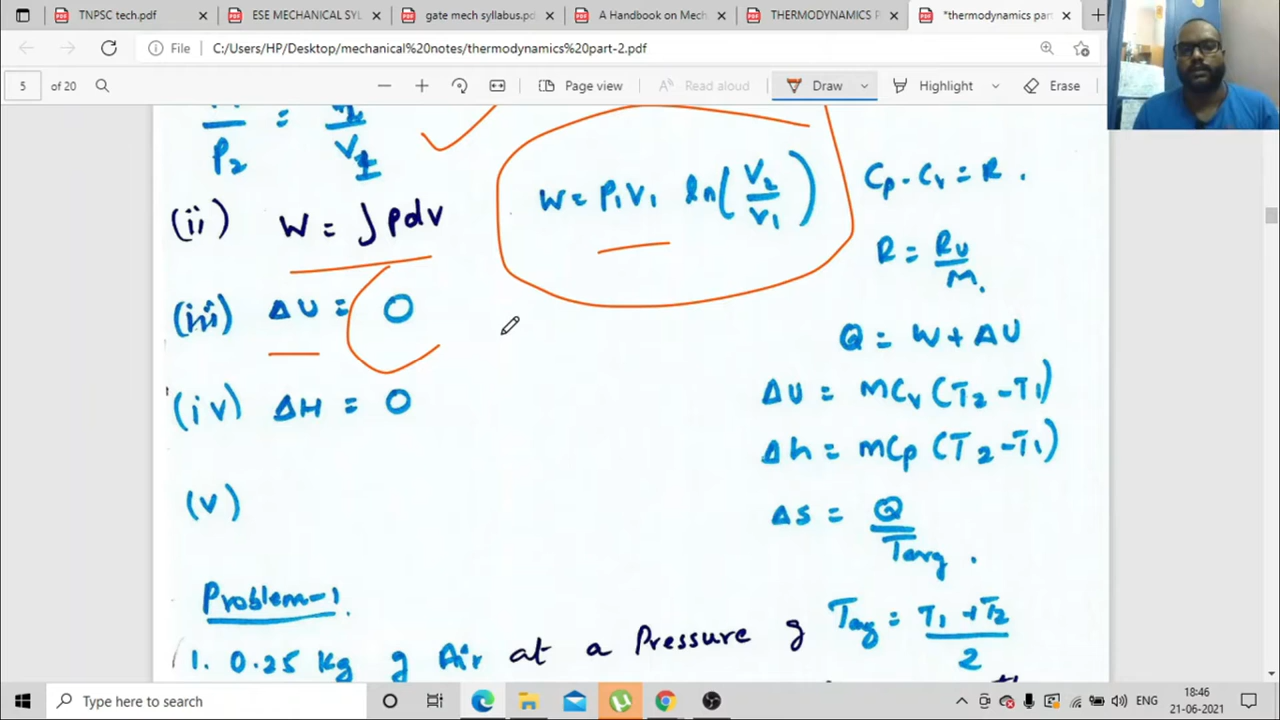 TNPSC tech.pdf
ESE MECHANICAL SYL
gate mech syllabus.pd
A Handbook on Mech
THERMODYNAMICS P
*thermodynamics par
File
C:/Users/HP/Desktop/mechanical%20notes/thermodynamics%20part-2.pdf
5 of 20
Page view
Read aloud
Draw
Highlight
Erase
P2 = V1
W = P1V1 ln(V2/V1)
Cp - Cv = R .
(ii) W = ∫ pdv
R = Ru/M.
(iii) ΔU = 0
Q = W + ΔU
(iv) ΔH = 0
ΔU = mCv (T2 - T1)
Δh = mCp (T2 - T1)
(v)
Δs = Q/Tavg .
Problem-1.
Tavg = T1 + T2 / 2
1. 0.25 kg g Air at a Pressure g
Type here to search
ENG
18:46
21-06-2021